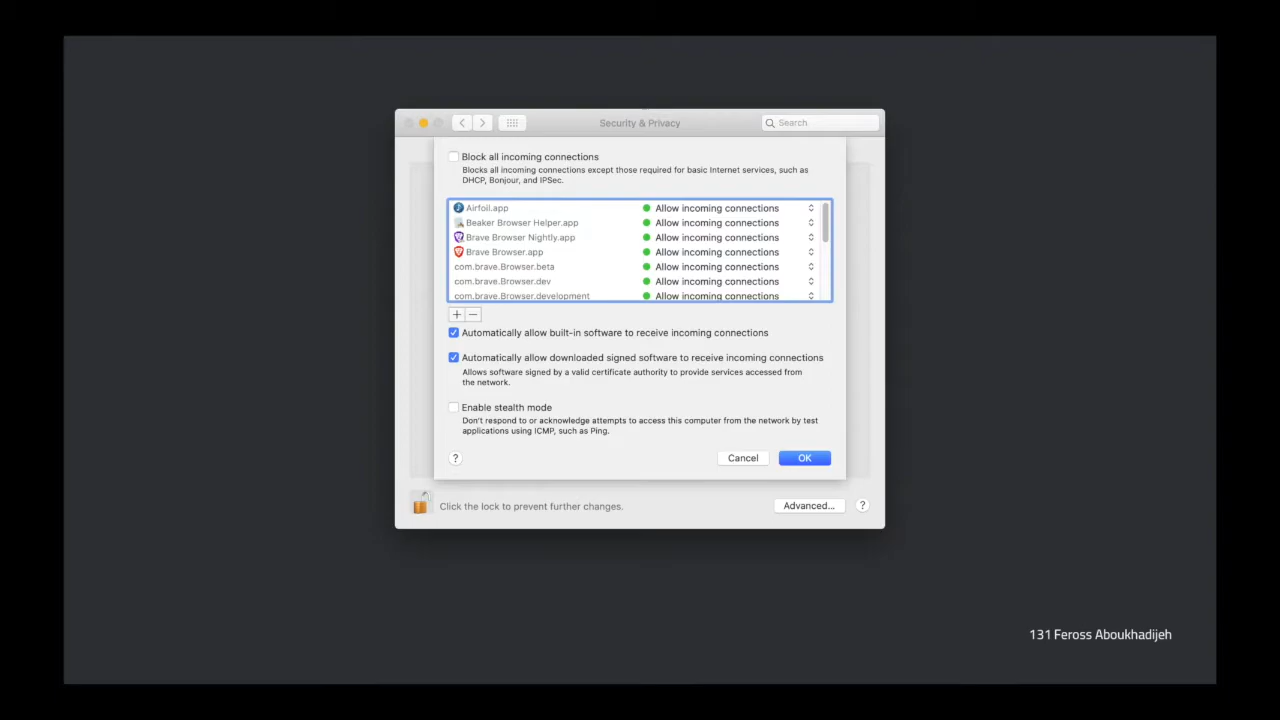 Security & Privacy
Search
Block all incoming connections
Blocks all incoming connections except those required for basic Internet services, such as
DHCP, Bonjour, and IPSec.
Airfoil.app Allow incoming connections
Beaker Browser Helper.app Allow incoming connections
Brave Browser Nightly.app Allow incoming connections
Brave Browser.app Allow incoming connections
com.brave.Browser.beta Allow incoming connections
com.brave.Browser.dev Allow incoming connections
com.brave.Browser.development Allow incoming connections
+ −
Automatically allow built-in software to receive incoming connections
Automatically allow downloaded signed software to receive incoming connections
Allows software signed by a valid certificate authority to provide services accessed from
the network.
Enable stealth mode
Don't respond to or acknowledge attempts to access this computer from the network by test
applications using ICMP, such as Ping.
? Cancel OK
Click the lock to prevent further changes. Advanced... ?
131 Feross Aboukhadijeh